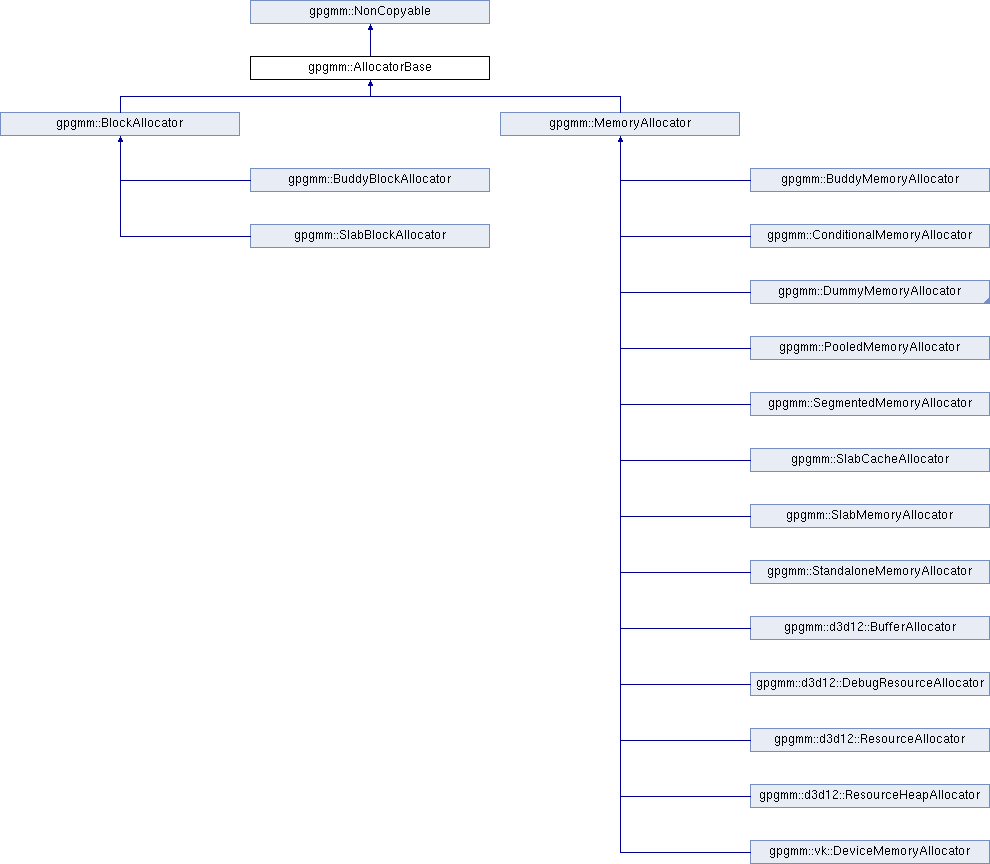 gpgmm::NonCopyable
gpgmm::AllocatorBase
gpgmm::BlockAllocator
gpgmm::MemoryAllocator
gpgmm::BuddyBlockAllocator
gpgmm::BuddyMemoryAllocator
gpgmm::SlabBlockAllocator
gpgmm::ConditionalMemoryAllocator
gpgmm::DummyMemoryAllocator
gpgmm::PooledMemoryAllocator
gpgmm::SegmentedMemoryAllocator
gpgmm::SlabCacheAllocator
gpgmm::SlabMemoryAllocator
gpgmm::StandaloneMemoryAllocator
gpgmm::d3d12::BufferAllocator
gpgmm::d3d12::DebugResourceAllocator
gpgmm::d3d12::ResourceAllocator
gpgmm::d3d12::ResourceHeapAllocator
gpgmm::vk::DeviceMemoryAllocator